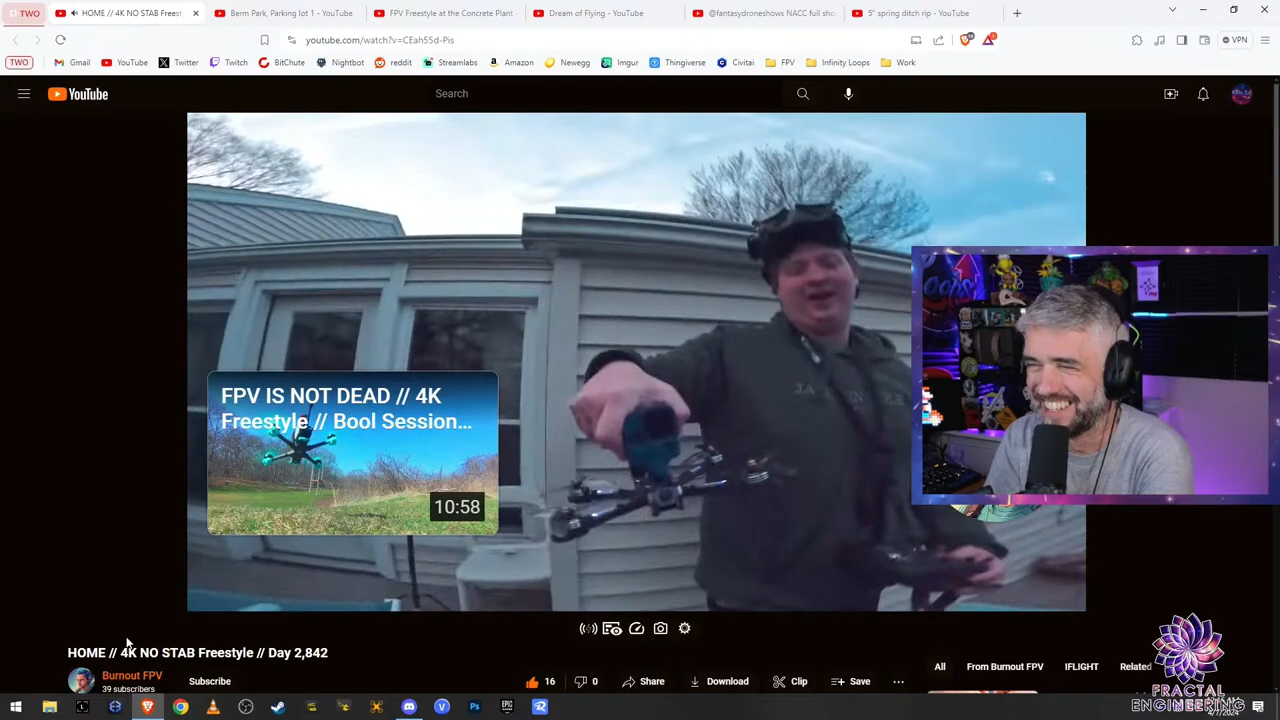 TWO
HOME // 4K NO STAB Freest
Berm Park, Parking lot 1 - YouTube
FPV Freestyle at the Concrete Plant
Dream of Flying - YouTube
@fantasydroneshows NACC full sho
5" spring ditch rip - YouTube
youtube.com/watch?v=CEah55d-Pis
VPN
TWO
Gmail
YouTube
Twitter
Twitch
BitChute
Nightbot
reddit
Streamlabs
Amazon
Newegg
Imgur
Thingiverse
Civitai
FPV
Infinity Loops
Work
YouTube
Search
FPV IS NOT DEAD // 4K
Freestyle // Bool Session...
10:58
HOME // 4K NO STAB Freestyle // Day 2,842
Burnout FPV
39 subscribers
Subscribe
16
0
Share
Download
Clip
Save
All
From Burnout FPV
IFLIGHT
Related
FRACTAL
ENGINEERING